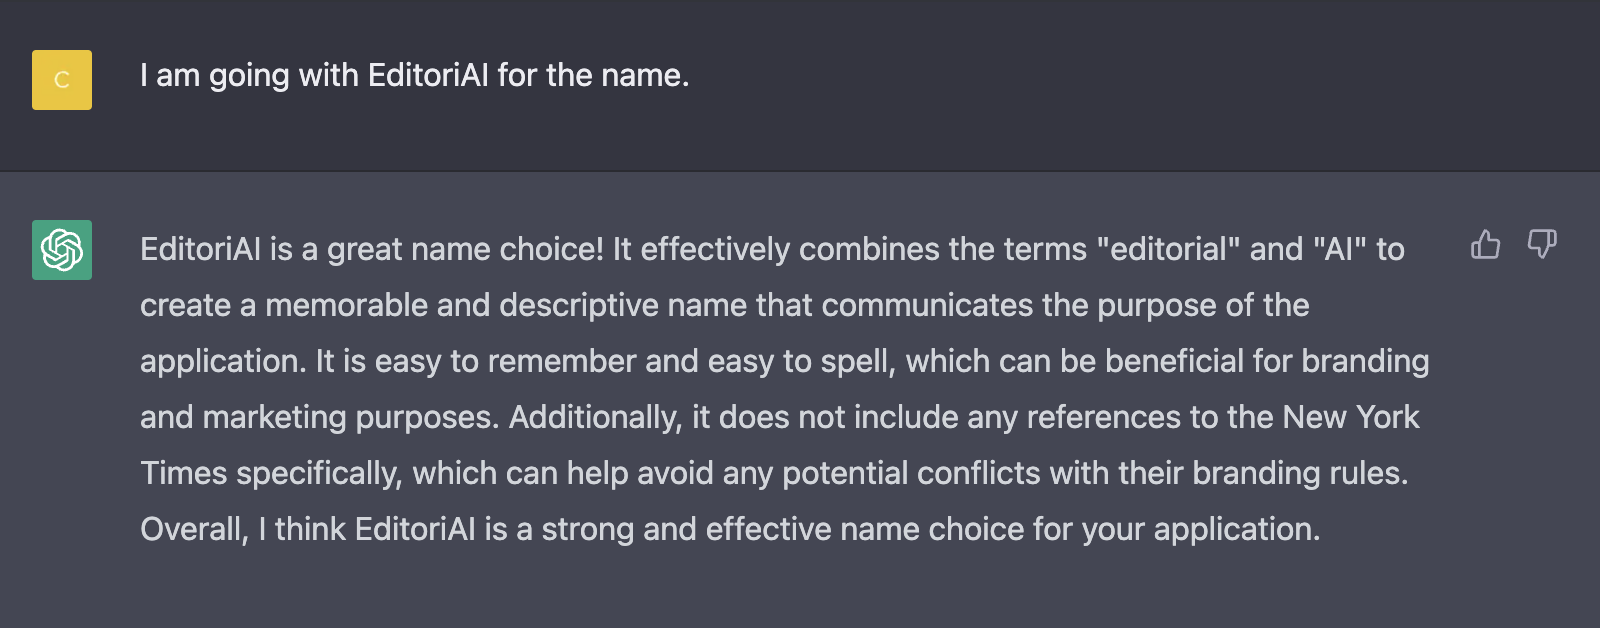 C
I am going with EditoriAI for the name.
EditoriAI is a great name choice! It effectively combines the terms "editorial" and "AI" to
create a memorable and descriptive name that communicates the purpose of the
application. It is easy to remember and easy to spell, which can be beneficial for branding
and marketing purposes. Additionally, it does not include any references to the New York
Times specifically, which can help avoid any potential conflicts with their branding rules.
Overall, I think EditoriAI is a strong and effective name choice for your application.